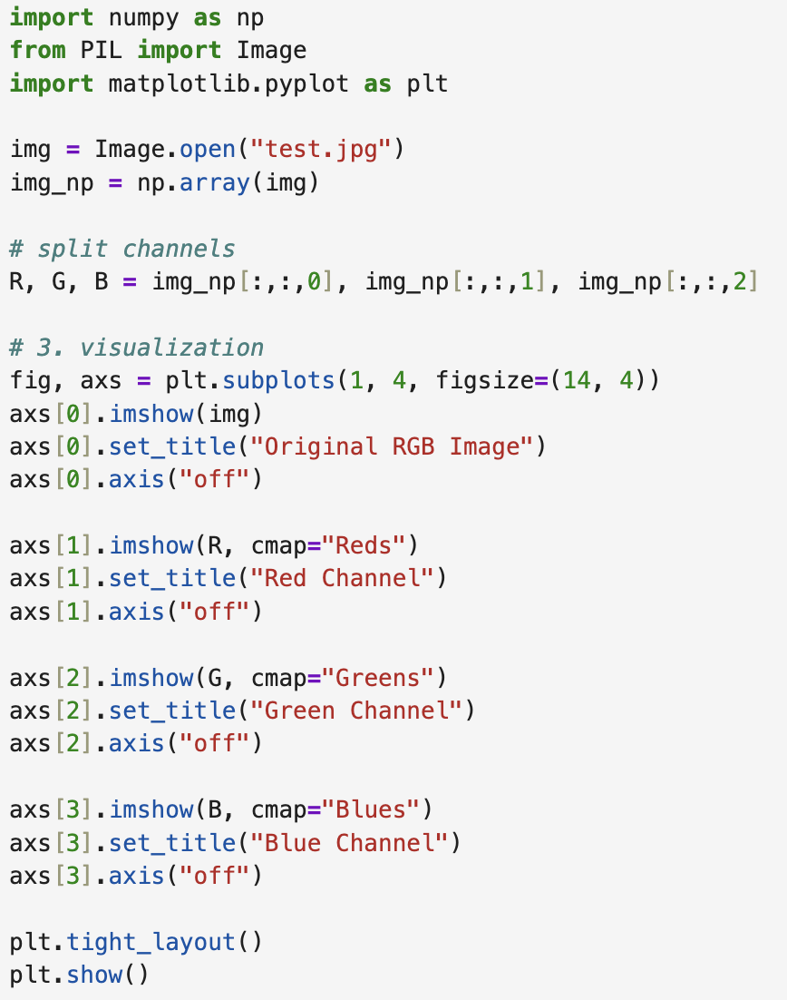 import numpy as np
from PIL import Image
import matplotlib.pyplot as plt

img = Image.open("test.jpg")
img_np = np.array(img)

# split channels
R, G, B = img_np[:,:,0], img_np[:,:,1], img_np[:,:,2]

# 3. visualization
fig, axs = plt.subplots(1, 4, figsize=(14, 4))
axs[0].imshow(img)
axs[0].set_title("Original RGB Image")
axs[0].axis("off")

axs[1].imshow(R, cmap="Reds")
axs[1].set_title("Red Channel")
axs[1].axis("off")

axs[2].imshow(G, cmap="Greens")
axs[2].set_title("Green Channel")
axs[2].axis("off")

axs[3].imshow(B, cmap="Blues")
axs[3].set_title("Blue Channel")
axs[3].axis("off")

plt.tight_layout()
plt.show()